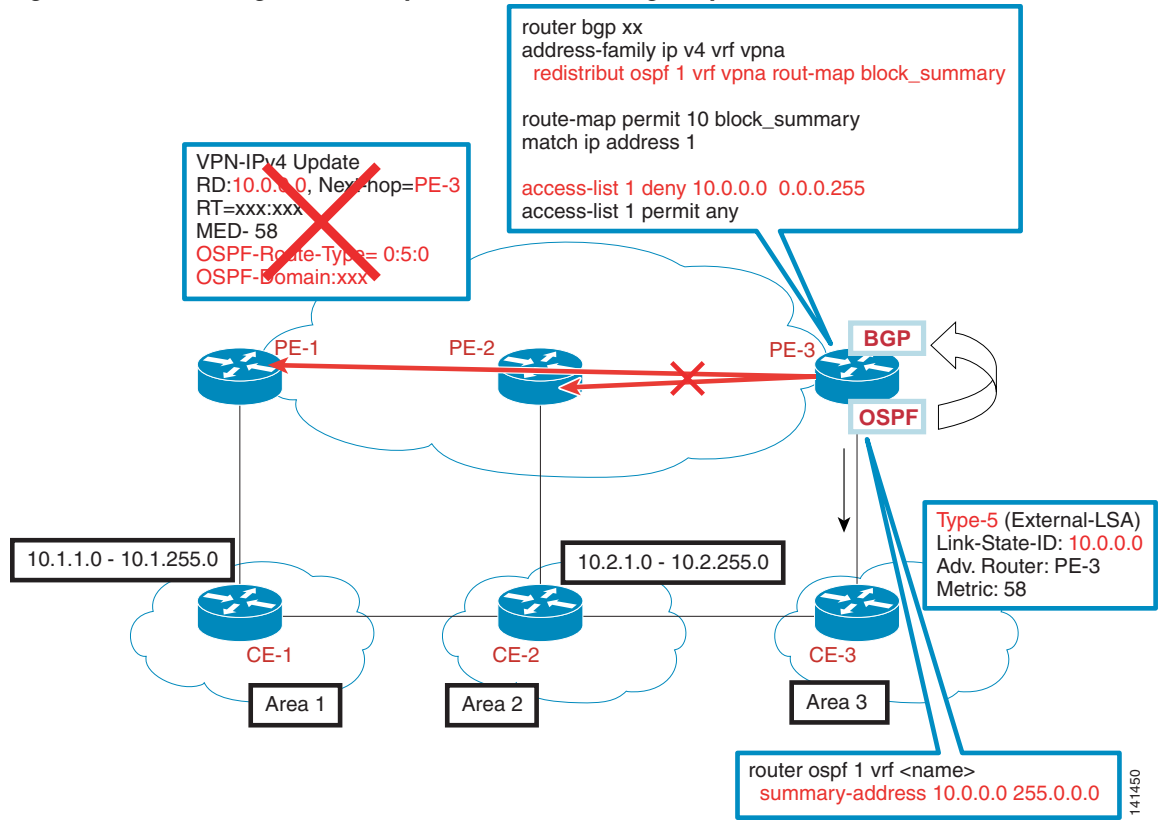 router bgp xx
address-family ip v4 vrf vpna
redistribut ospf 1 vrf vpna rout-map block_summary
route-map permit 10 block_summary
match ip address 1
access-list 1 deny 10.0.0.0 0.0.0.255
access-list 1 permit any
VPN-IPv4 Update
RD:10.0.0.0, Next-hop=PE-3
RT=xxx:xxx
MED- 58
OSPF-Route-Type= 0:5:0
OSPF-Domain:xxx
PE-1
PE-2
PE-3
BGP
OSPF
Type-5 (External-LSA)
Link-State-ID: 10.0.0.0
Adv. Router: PE-3
Metric: 58
10.1.1.0 - 10.1.255.0
10.2.1.0 - 10.2.255.0
CE-1
CE-2
CE-3
Area 1
Area 2
Area 3
router ospf 1 vrf <name>
summary-address 10.0.0.0 255.0.0.0
141450